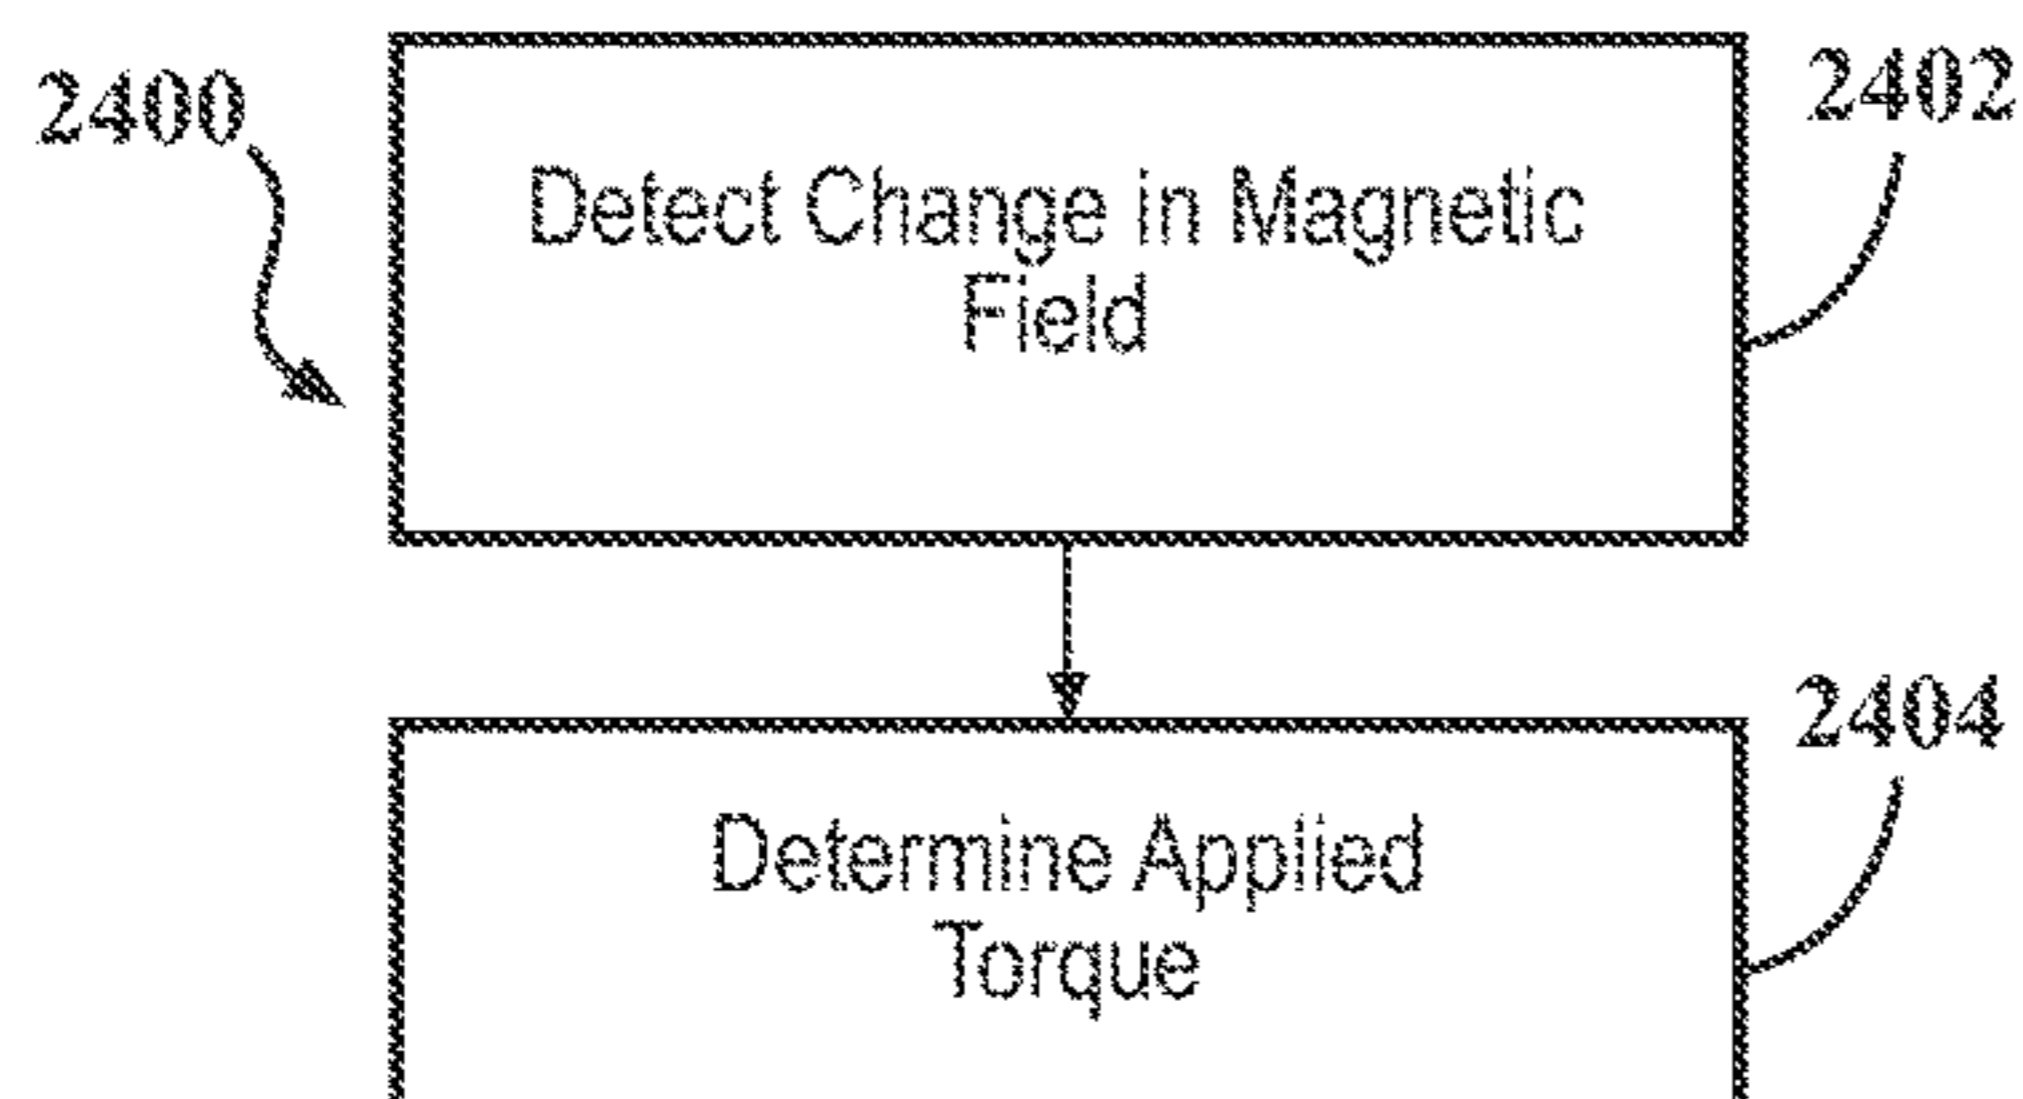 2400
2402
Detect Change in Magnetic
Field
2404
Determine Applied
Torque